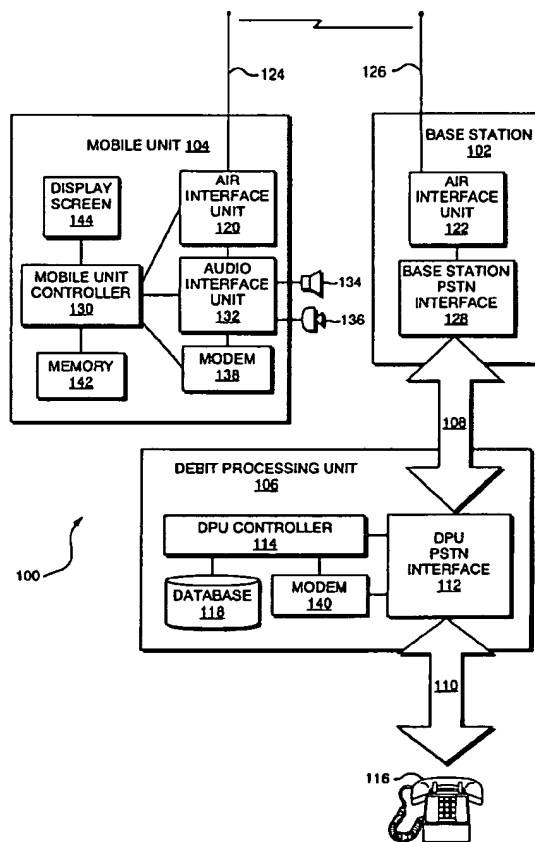 124
126
MOBILE UNIT 104
BASE STATION
102
DISPLAY
SCREEN
144
AIR
INTERFACE
UNIT
120
AIR
INTERFACE
UNIT
122
MOBILE UNIT
CONTROLLER
130
AUDIO
INTERFACE
UNIT
132
134
136
BASE STATION
PSTN
INTERFACE
128
MEMORY
142
MODEM
138
108
DEBIT PROCESSING UNIT
106
DPU CONTROLLER
114
DPU
PSTN
INTERFACE
112
100
DATABASE
118
MODEM
140
110
116